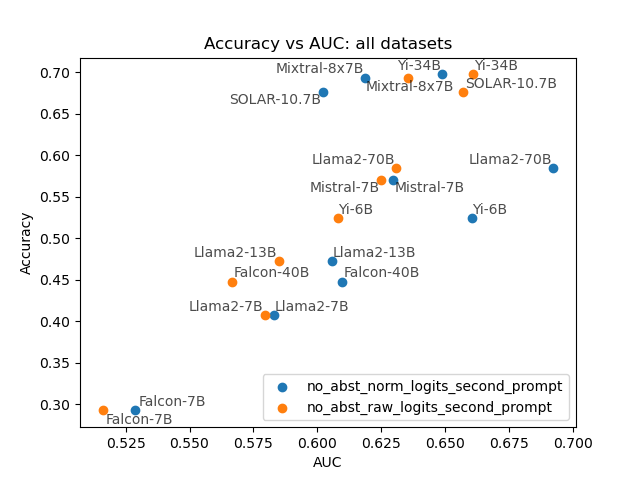 Accuracy vs AUC: all datasets
0.70
0.65
0.60
0.55
0.50
0.45
0.40
0.35
0.30
Accuracy
Mixtral-8x7B
Yi-34B
Yi-34B
Mixtral-8x7B
SOLAR-10.7B
SOLAR-10.7B
Llama2-70B
Llama2-70B
Mistral-7B
Mistral-7B
Yi-6B
Yi-6B
Llama2-13B
Llama2-13B
Falcon-40B
Falcon-40B
Llama2-7B
Llama2-7B
Falcon-7B
Falcon-7B
no_abst_norm_logits_second_prompt
no_abst_raw_logits_second_prompt
0.525 0.550 0.575 0.600 0.625 0.650 0.675 0.700
AUC